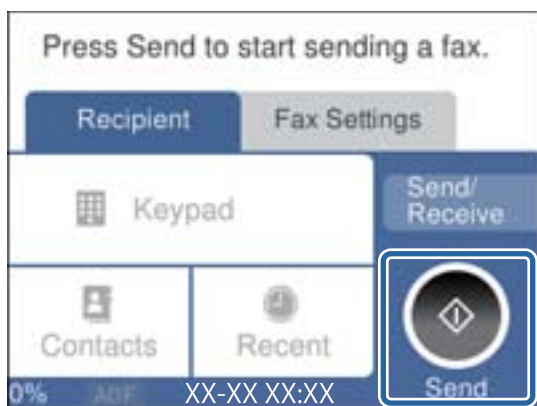 Press Send to start sending a fax.
Recipient
Fax Settings
Keypad
Send/
Receive
Contacts
Recent
0%
ADF
XX-XX XX:XX
Send